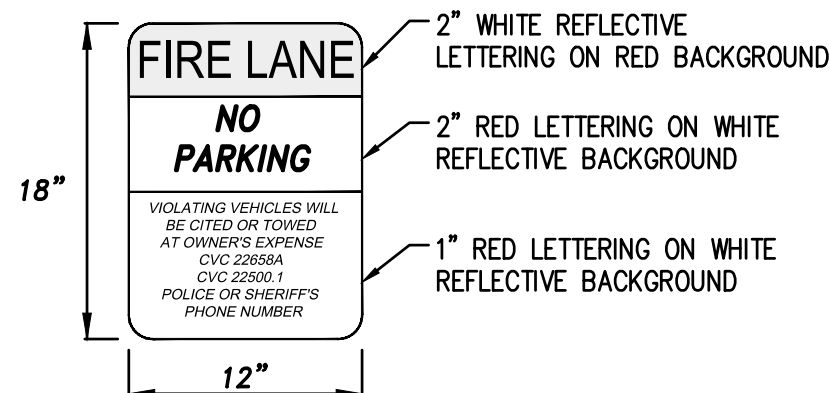 FIRE LANE
NO
PARKING
VIOLATING VEHICLES WILL
BE CITED OR TOWED
AT OWNER'S EXPENSE
CVC 22658A
CVC 22500.1
POLICE OR SHERIFF'S
PHONE NUMBER
18”
12”
2” WHITE REFLECTIVE
LETTERING ON RED BACKGROUND
2” RED LETTERING ON WHITE
REFLECTIVE BACKGROUND
1” RED LETTERING ON WHITE
REFLECTIVE BACKGROUND